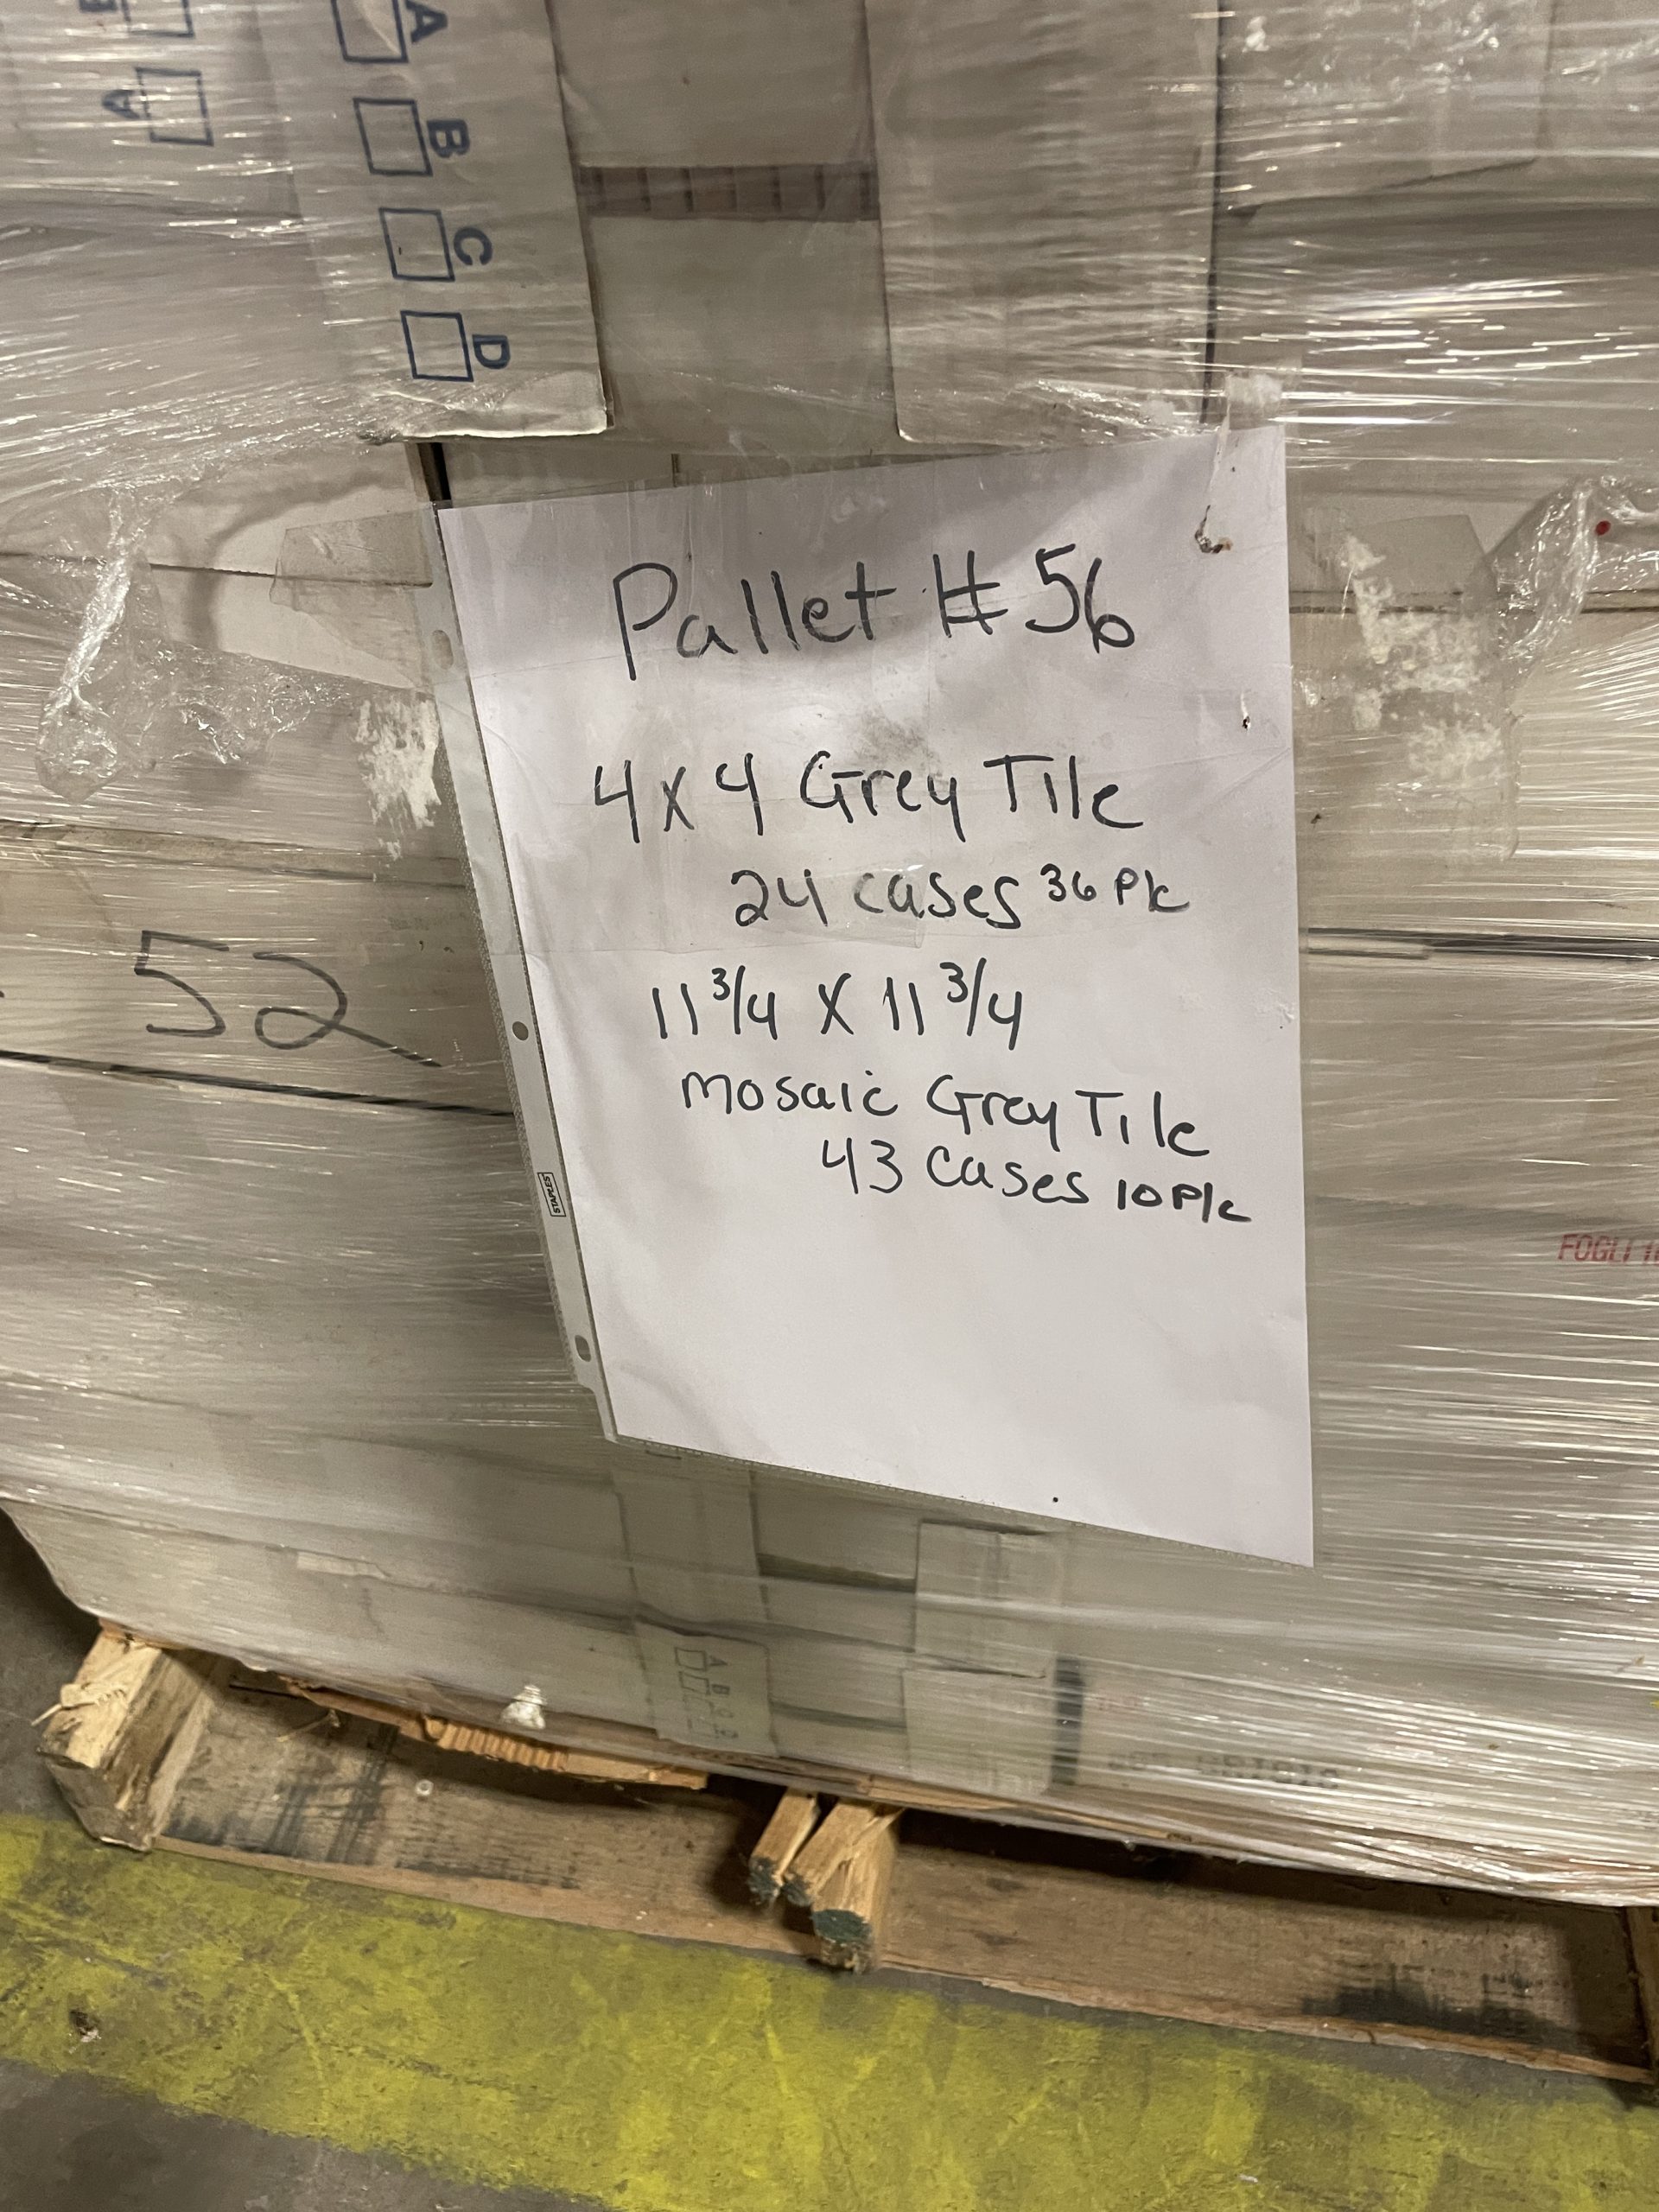 A
A
B
C
D
Pallet #56
4x4 Grey Tile
24 cases 36 Pk
11 3/4 X 11 3/4
Mosaic Grey Tile
43 Cases 10 Pk
52
STAPLES
A B C D